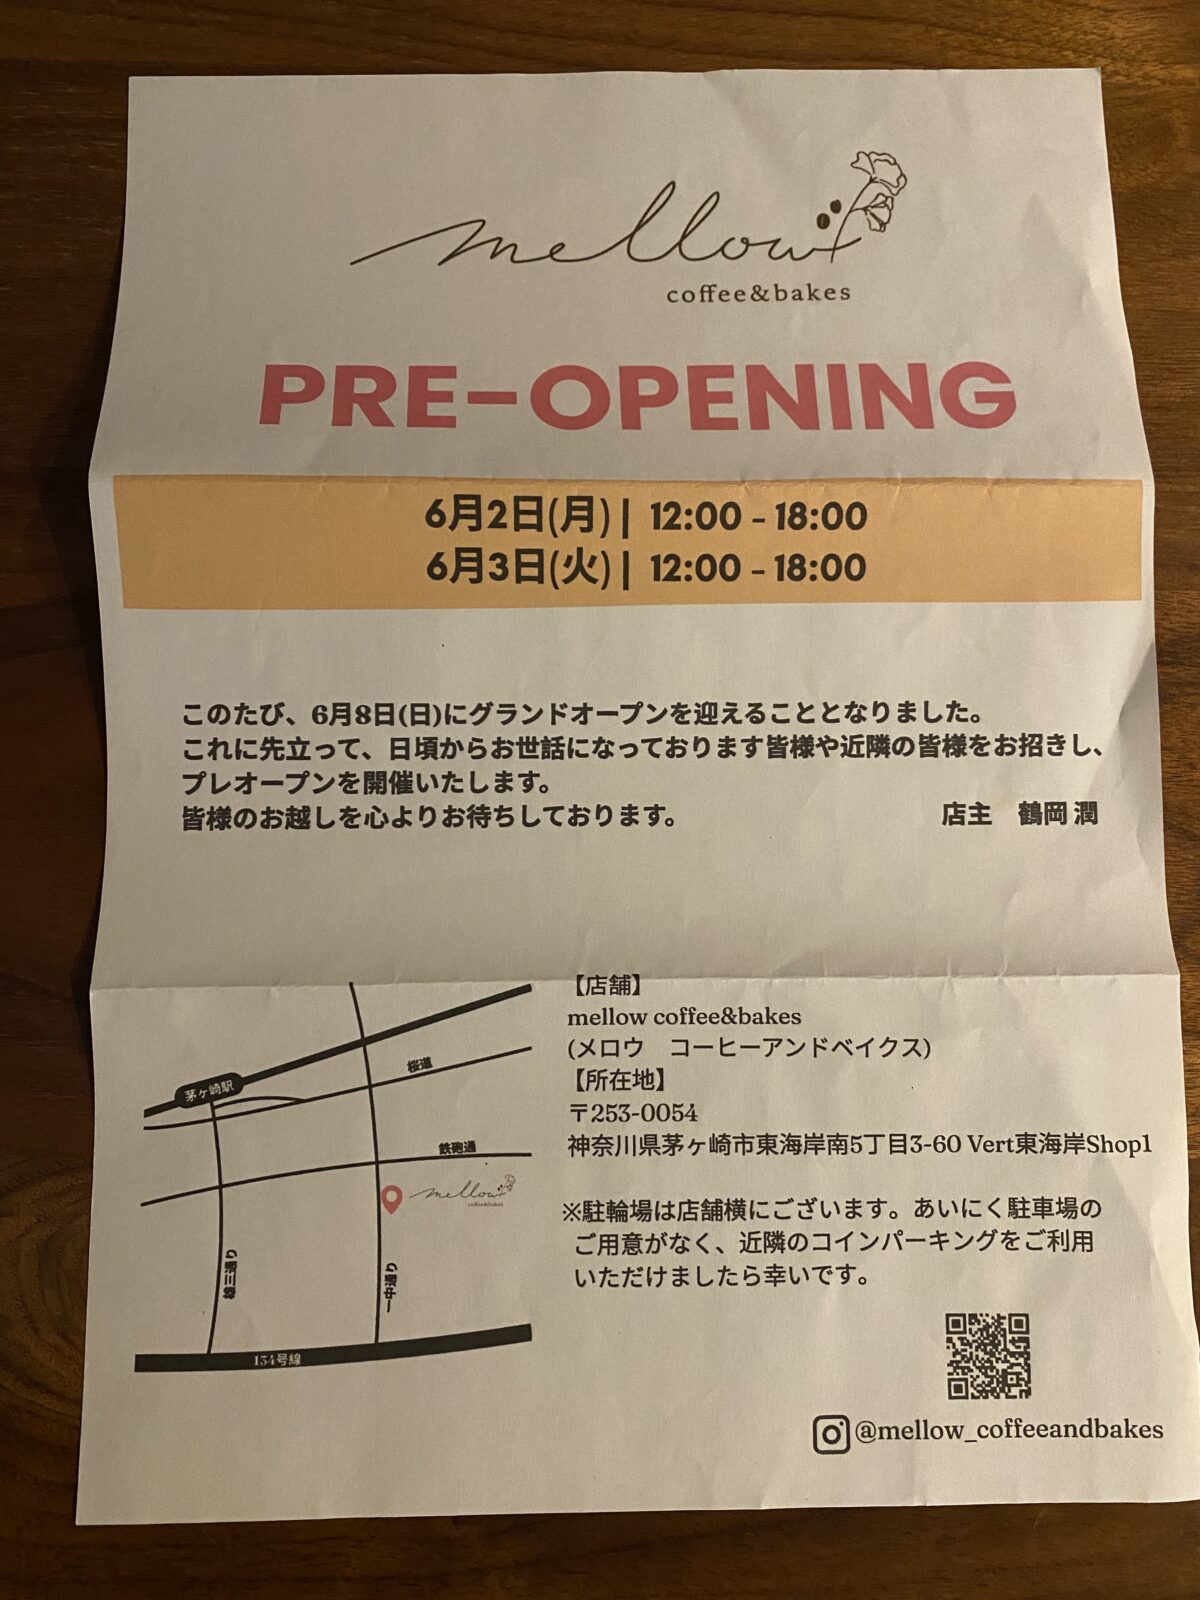 mellow
coffee&bakes
PRE-OPENING
6月2日(月) | 12:00 - 18:00
6月3日(火) | 12:00 - 18:00
このたび、6月8日(日)にグランドオープンを迎えることとなりました。
これに先立って、日頃からお世話になっております皆様や近隣の皆様をお招きし、
プレオープンを開催いたします。
皆様のお越しを心よりお待ちしております。
店主　鶴岡 潤
茅ヶ崎駅
桜道
鉄砲通
mellow
coffee&bakes
雄三通り
一中通り
134号線
【店舗】
mellow coffee&bakes
(メロウ　コーヒーアンドベイクス)
【所在地】
〒253-0054
神奈川県茅ヶ崎市東海岸南5丁目3-60 Vert東海岸Shop1
※駐輪場は店舗横にございます。あいにく駐車場の
ご用意がなく、近隣のコインパーキングをご利用
いただけましたら幸いです。
@mellow_coffeeandbakes